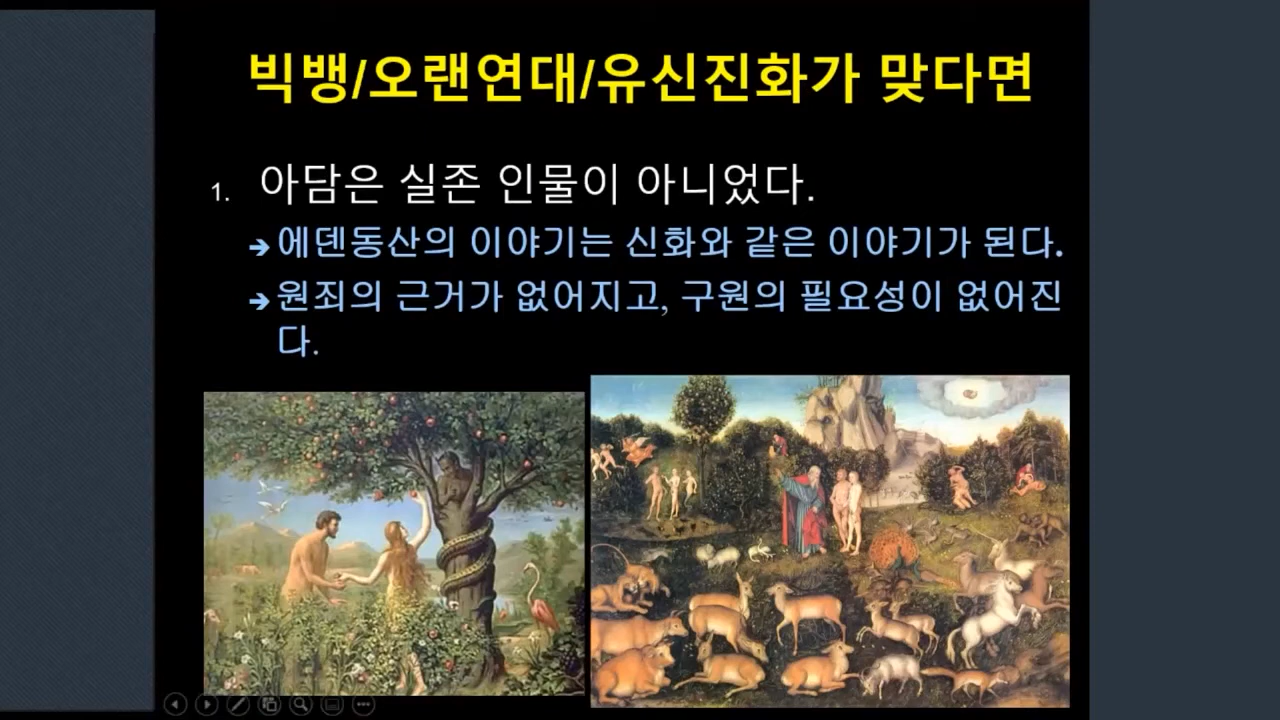 빅뱅/오랜연대/유신진화가 맞다면
1. 아담은 실존 인물이 아니었다.
➔에덴동산의 이야기는 신화와 같은 이야기가 된다.
➔원죄의 근거가 없어지고, 구원의 필요성이 없어진
다.